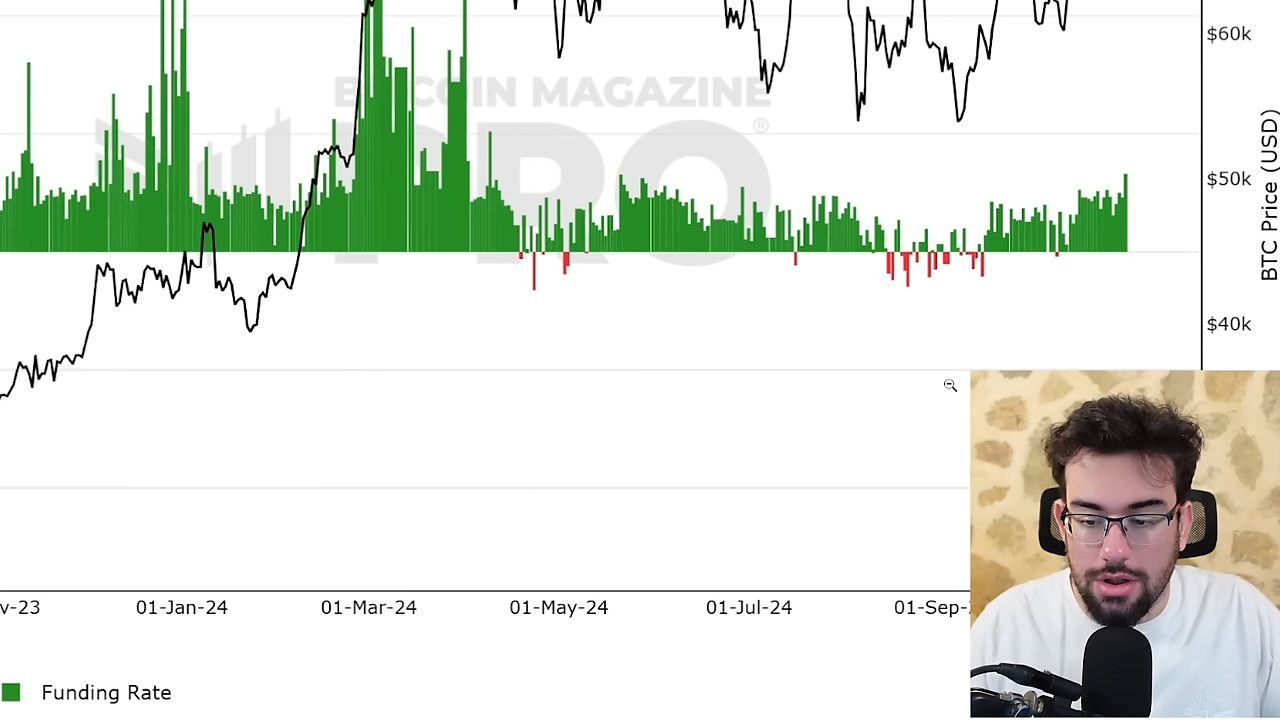 $60k
BITCOIN MAGAZINE
PRO®
$50k
BTC Price (USD)
$40k
01-Jan-24
01-Mar-24
01-May-24
01-Jul-24
01-Sep-
Funding Rate